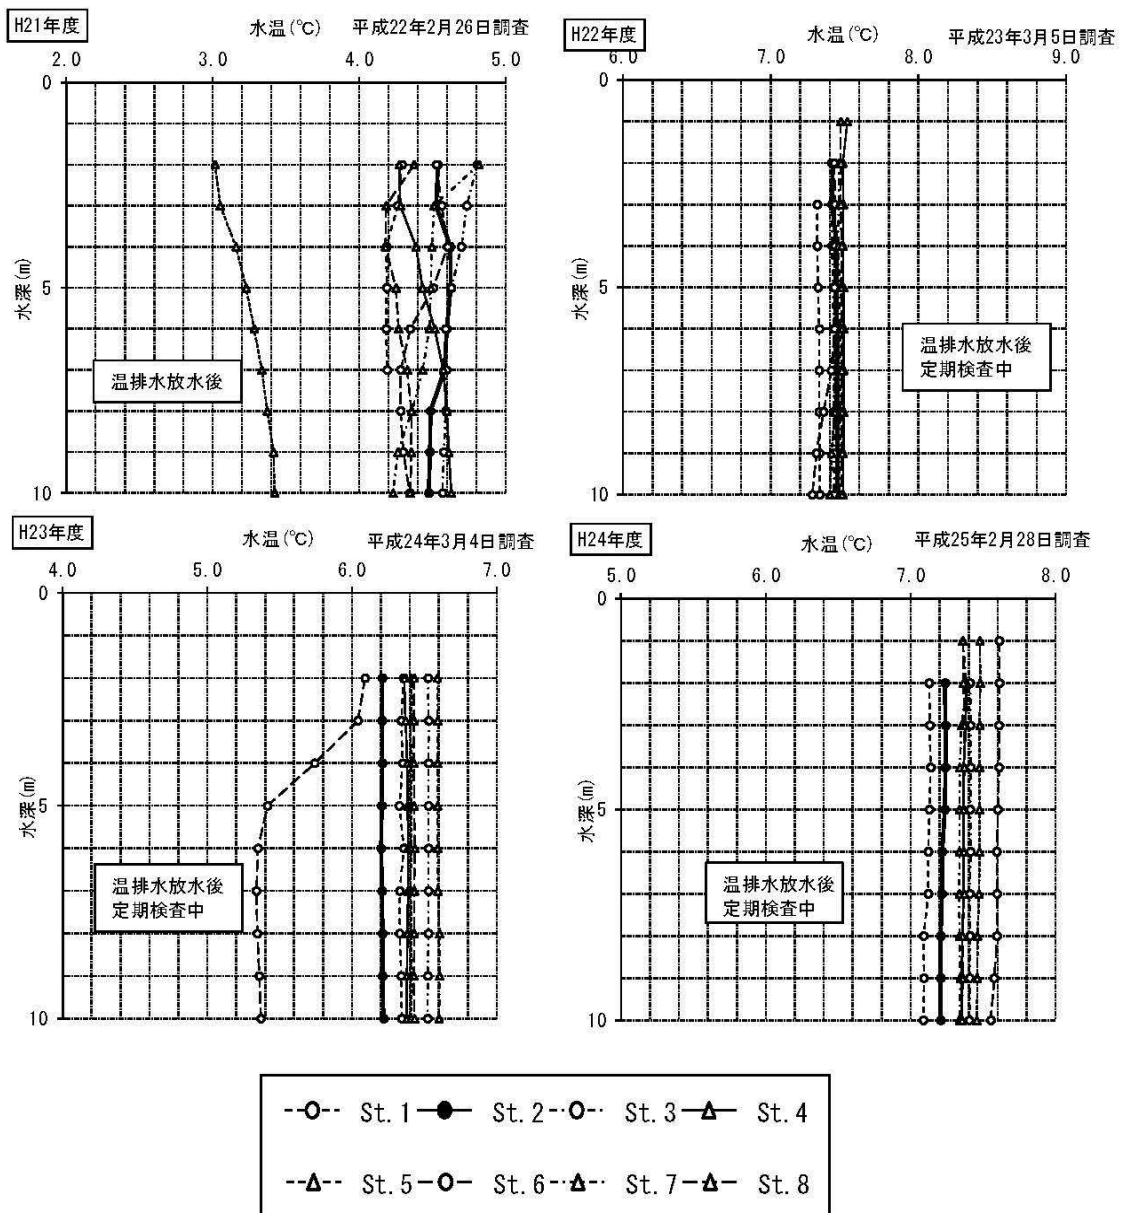 H21年度
水温(℃)
平成22年2月26日調査
2.0 3.0 4.0 5.0
0
5
10
水深(m)
温排水放水後
H22年度
水温(℃)
平成23年3月5日調査
6.0 7.0 8.0 9.0
0
5
10
水深(m)
温排水放水後
定期検査中
H23年度
水温(℃)
平成24年3月4日調査
4.0 5.0 6.0 7.0
0
5
10
水深(m)
温排水放水後
定期検査中
H24年度
水温(℃)
平成25年2月28日調査
5.0 6.0 7.0 8.0
0
5
10
水深(m)
温排水放水後
定期検査中
St.1 St.2 St.3 St.4
St.5 St.6 St.7 St.8